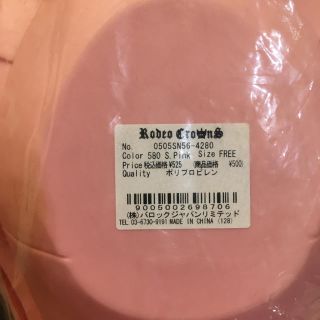 Rodeo Crowns
No. 0505SN56-4280
Color 580 S.Pink Size FREE
Price 税込価格 ¥525 (商品価格 ¥500)
Quality ポリプロピレン
9005002698706
(株)バロックジャパンリミテッド
TEL 03-6730-9191 MADE IN CHINA (128)